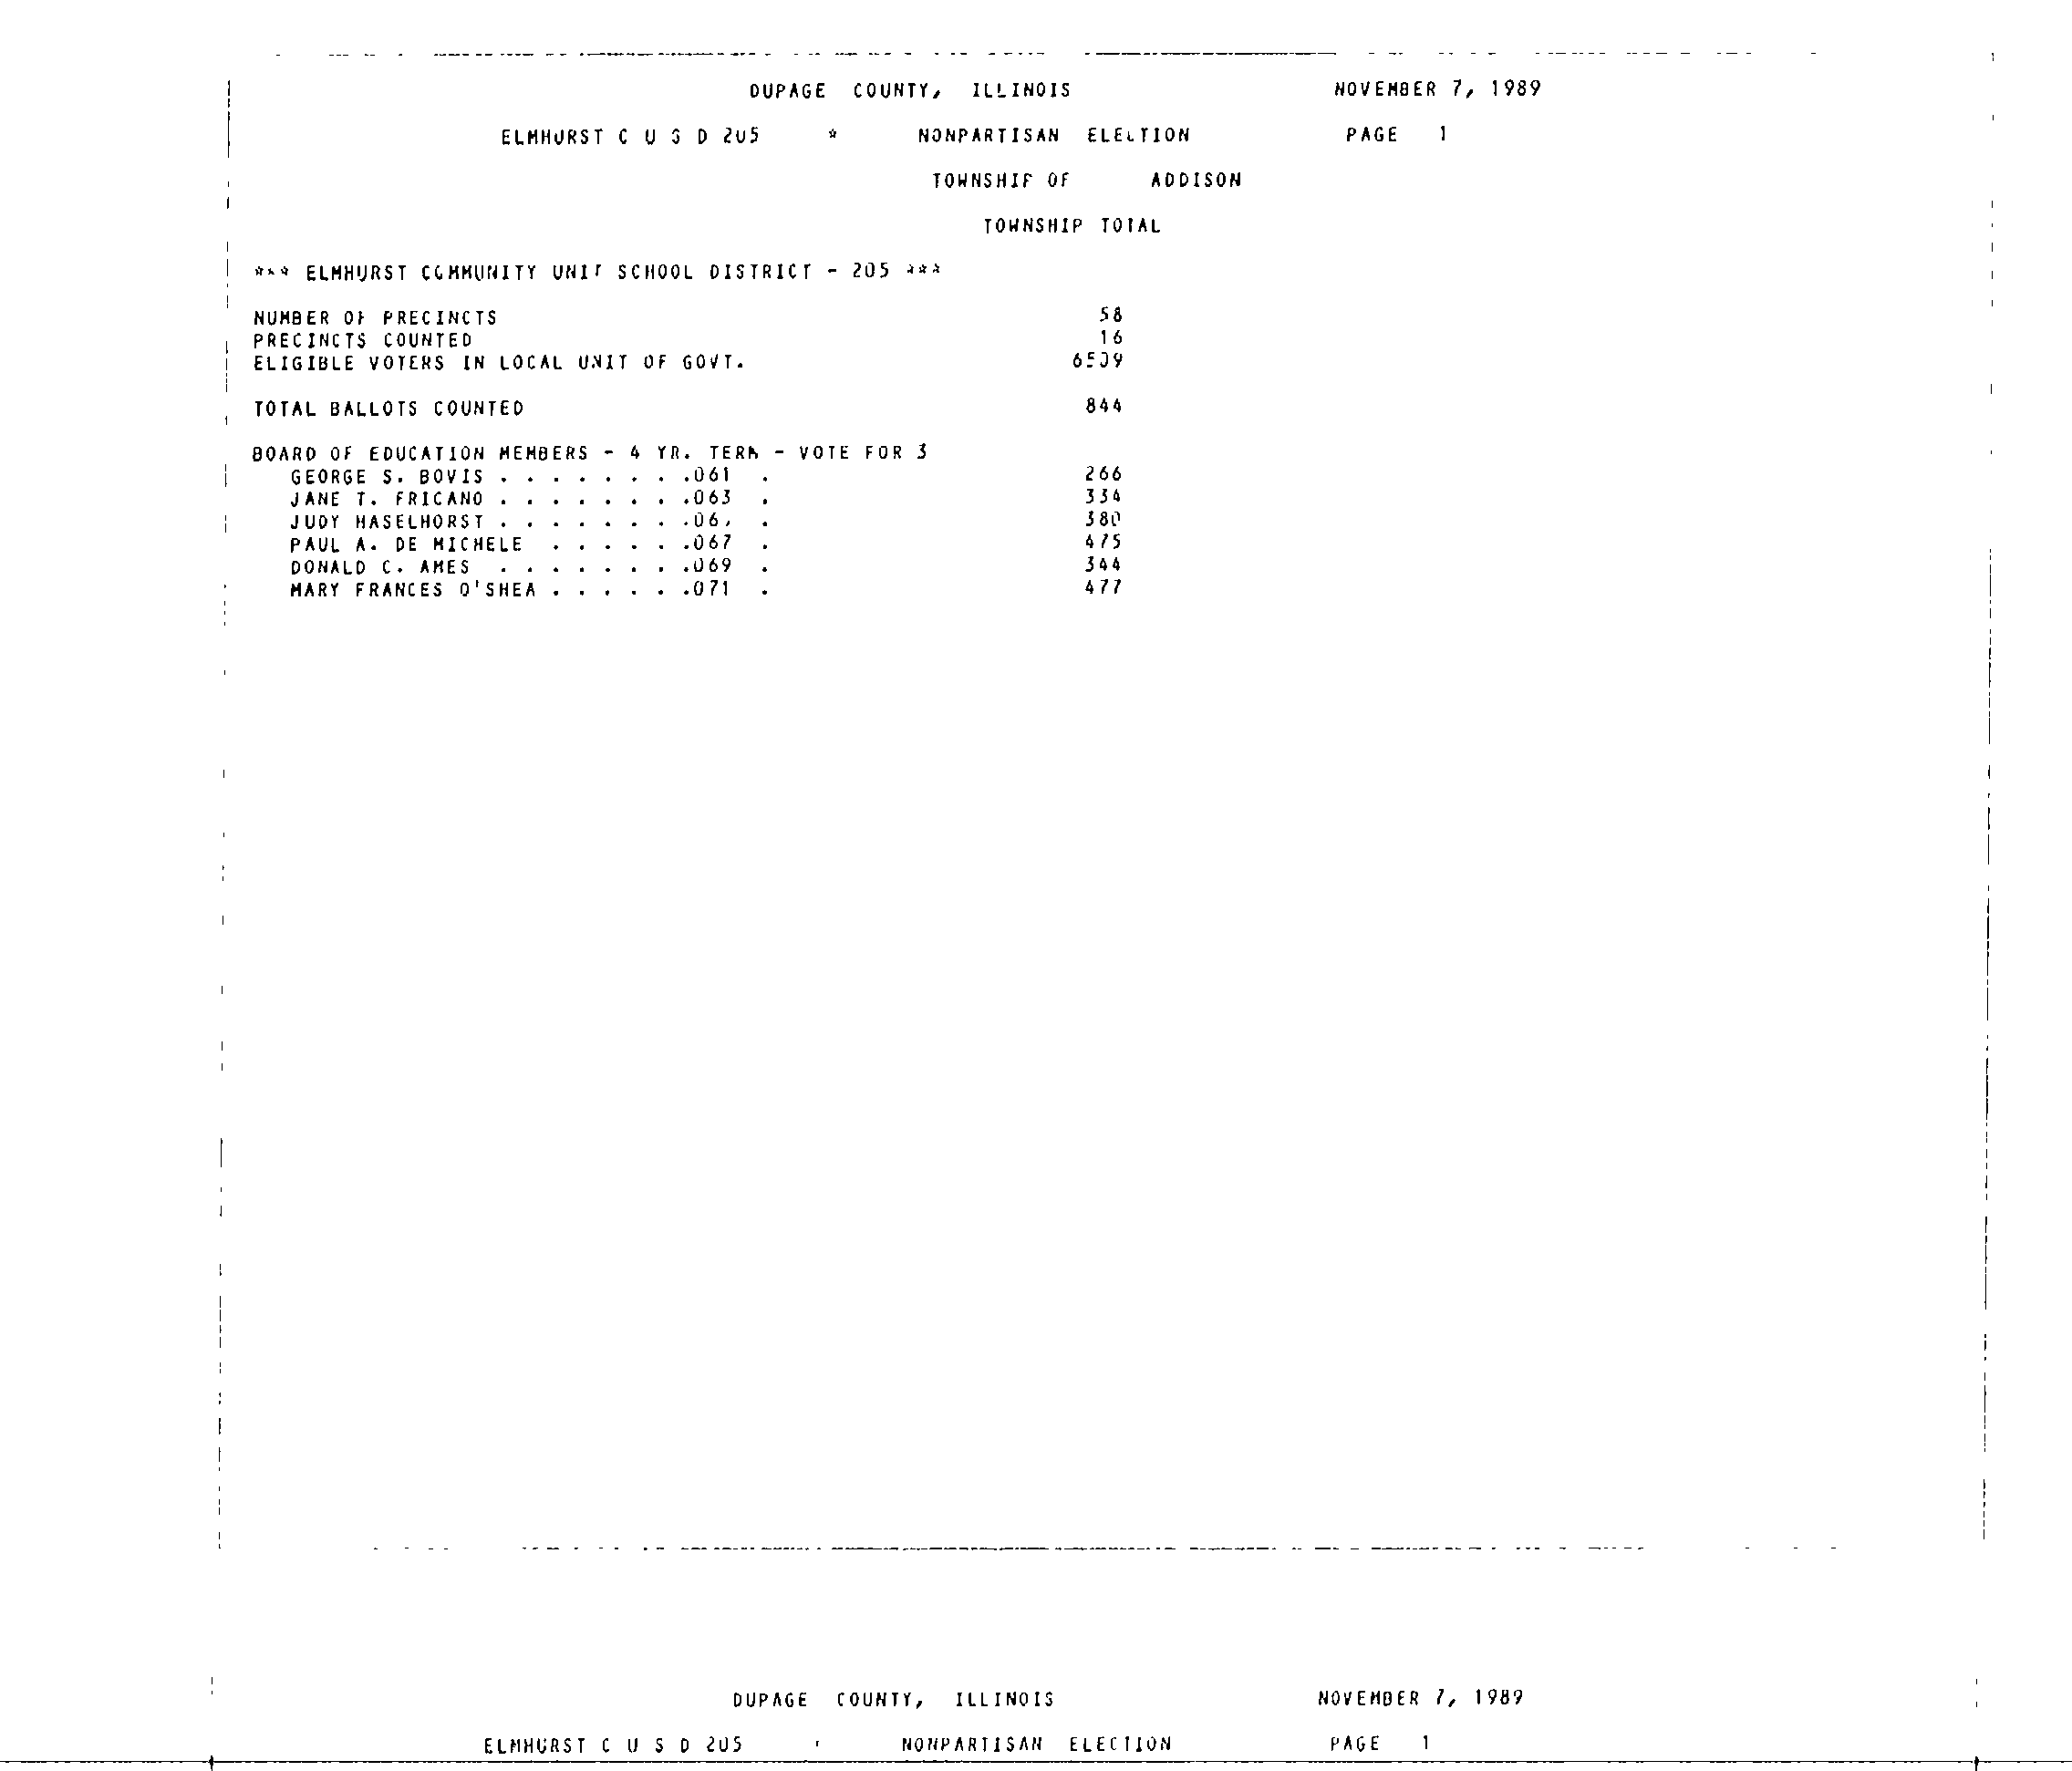 DUPAGE COUNTY, ILLINOIS NOVEMBER 7, 1989
ELMHURST C U S D 205 * NONPARTISAN ELECTION PAGE 1
TOWNSHIP OF ADDISON
TOWNSHIP TOTAL
*** ELMHURST COMMUNITY UNIT SCHOOL DISTRICT - 205 ***
NUMBER OF PRECINCTS 58
PRECINCTS COUNTED 16
ELIGIBLE VOTERS IN LOCAL UNIT OF GOVT.
TOTAL BALLOTS COUNTED 844
BOARD OF EDUCATION MEMBERS - 4 YR. TERM - VOTE FOR 3
GEORGE S. BOVIS . . . . . . . .061 . 266
JANE T. FRICANO . . . . . . . .063 . 334
JUDY HASELHORST . . . . . . . . . 380
PAUL A. DE MICHELE . . . . . .067 . 475
DONALD C. AMES . . . . . . . .069 . 344
MARY FRANCES O'SHEA . . . . . .071 . 477
DUPAGE COUNTY, ILLINOIS NOVEMBER 7, 1989
ELMHURST C U S D 205 NONPARTISAN ELECTION PAGE 1